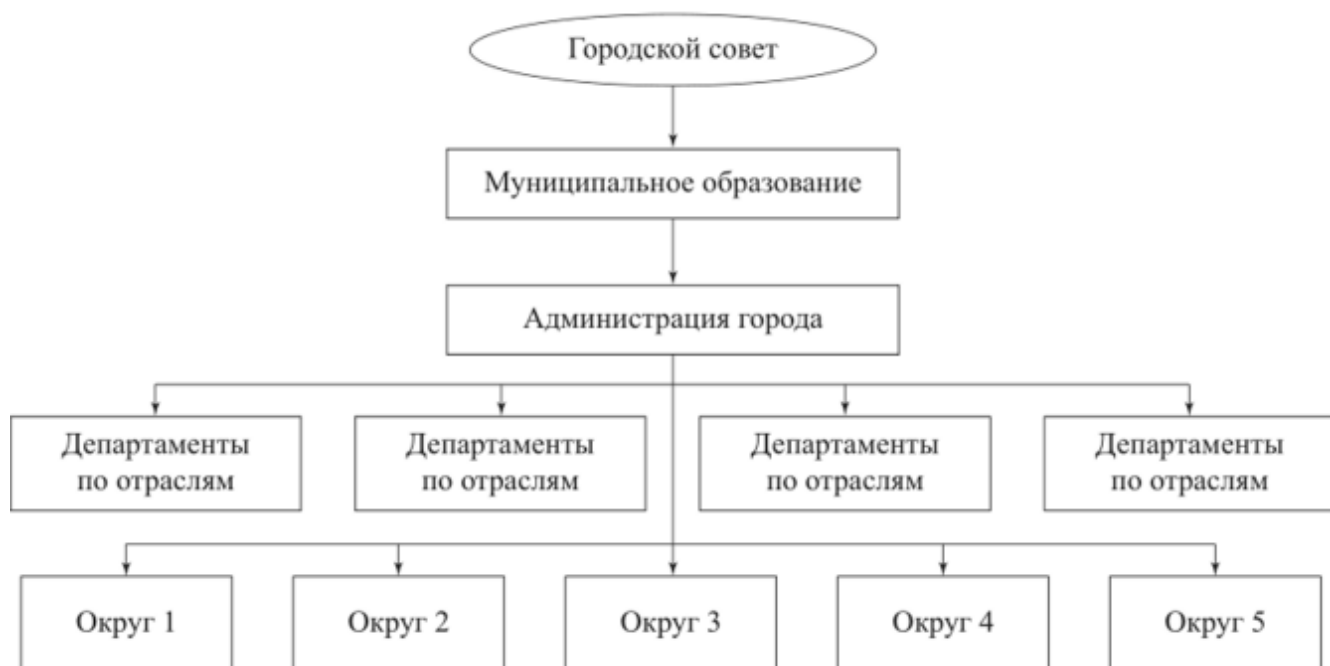 Городской совет
Муниципальное образование
Администрация города
Департаменты
по отраслям
Департаменты
по отраслям
Департаменты
по отраслям
Департаменты
по отраслям
Округ 1
Округ 2
Округ 3
Округ 4
Округ 5